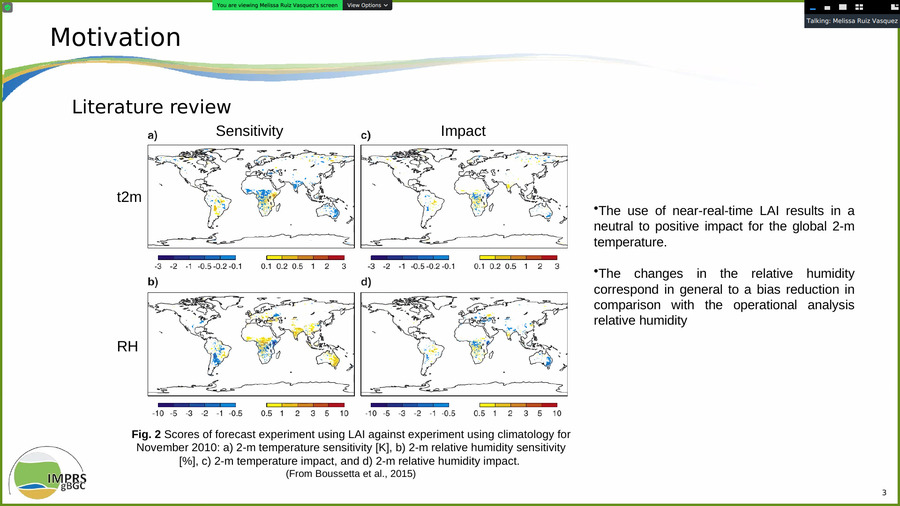 You are viewing Melissa Ruiz Vasquez's screen
View Options
Talking: Melissa Ruiz Vasquez
Motivation
Literature review
Sensitivity
Impact
a)
c)
t2m
-3 -2 -1 -0.5-0.2-0.1 0.1 0.2 0.5 1 2 3
-3 -2 -1 -0.5-0.2-0.1 0.1 0.2 0.5 1 2 3
b)
d)
RH
-10 -5 -3 -2 -1 -0.5 0.5 1 2 3 5 10
-10 -5 -3 -2 -1 -0.5 0.5 1 2 3 5 10
Fig. 2 Scores of forecast experiment using LAI against experiment using climatology for
November 2010: a) 2-m temperature sensitivity [K], b) 2-m relative humidity sensitivity
[%], c) 2-m temperature impact, and d) 2-m relative humidity impact.
(From Boussetta et al., 2015)
•The use of near-real-time LAI results in a
neutral to positive impact for the global 2-m
temperature.
•The changes in the relative humidity
correspond in general to a bias reduction in
comparison with the operational analysis
relative humidity
IMPRS
gBGC
3